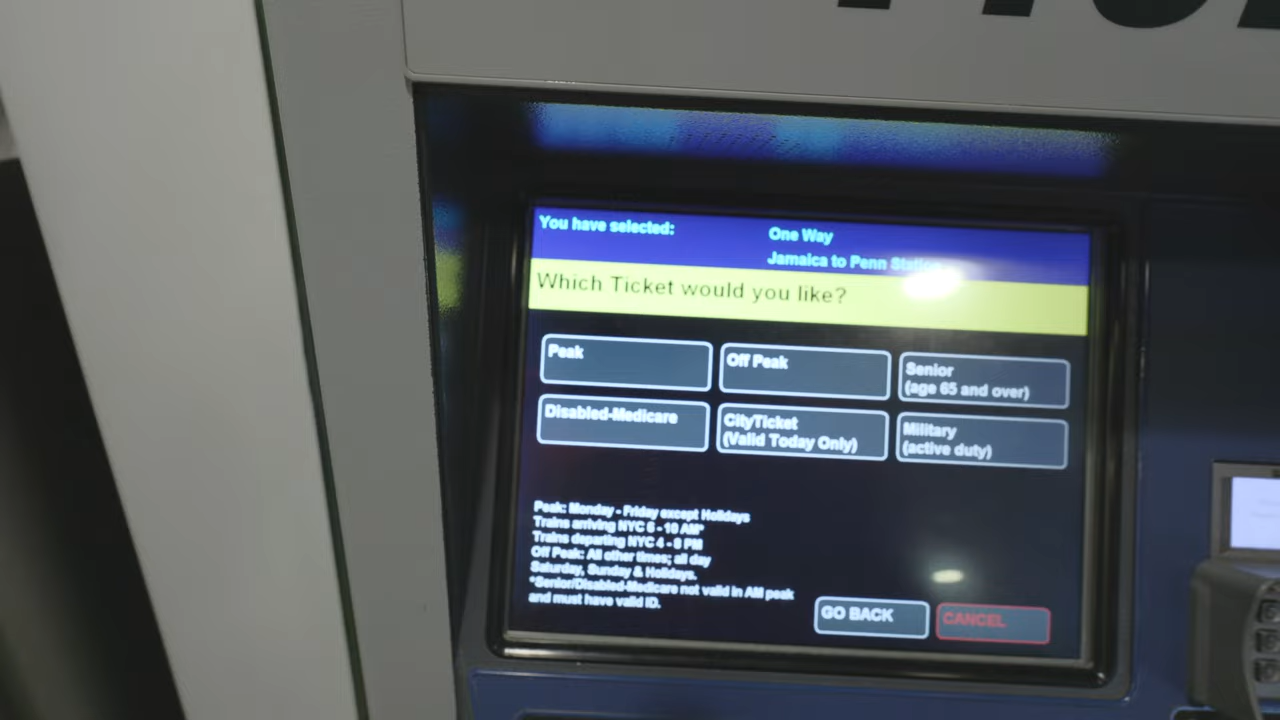 You have selected:
One Way
Jamaica to Penn Station
Which Ticket would you like?
Peak
Off Peak
Senior
(age 65 and over)
Disabled-Medicare
CityTicket
(Valid Today Only)
Military
(active duty)
Peak: Monday - Friday except Holidays
Trains arriving NYC 6 - 10 AM*
Trains departing NYC 4 - 8 PM
Off Peak: All other times; all day
Saturday, Sunday & Holidays.
*Senior/Disabled-Medicare not valid in AM peak
and must have valid ID.
GO BACK
CANCEL